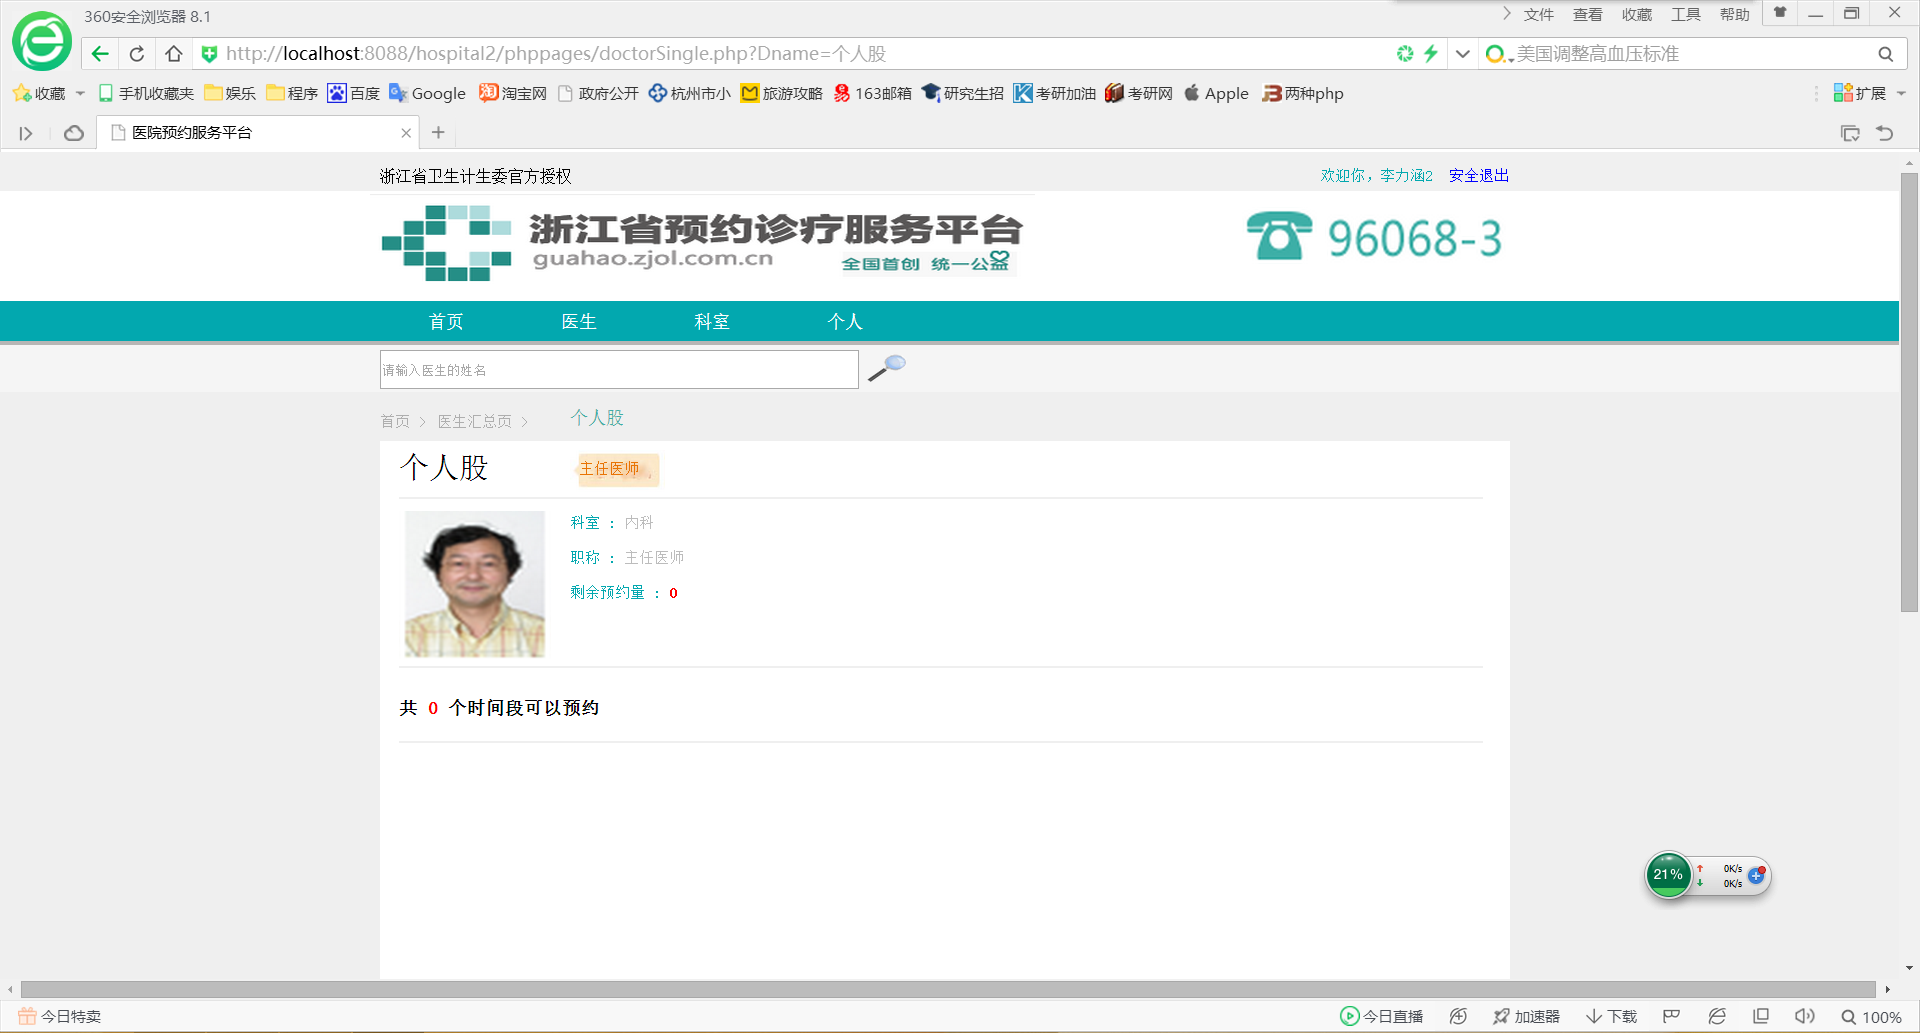 360安全浏览器 8.1
文件 查看 收藏 工具 帮助
http://localhost:8088/hospital2/phppages/doctorSingle.php?Dname=个人股
美国调整高血压标准
收藏 手机收藏夹 娱乐 程序 百度 Google 淘宝网 政府公开 杭州市小 旅游攻略 163邮箱 研究生招 考研加油 考研网 Apple 两种php 扩展
医院预约服务平台
浙江省卫生计生委官方授权
欢迎你，李力涵2 安全退出
浙江省预约诊疗服务平台
guahao.zjol.com.cn 全国首创 统一公益
96068-3
首页 医生 科室 个人
请输入医生的姓名
首页 > 医生汇总页 > 个人股
个人股 主任医师
科室 ： 内科
职称 ： 主任医师
剩余预约量 ： 0
共 0 个时间段可以预约
21% 0K/s
0K/s
今日特卖
今日直播 加速器 下载 100%